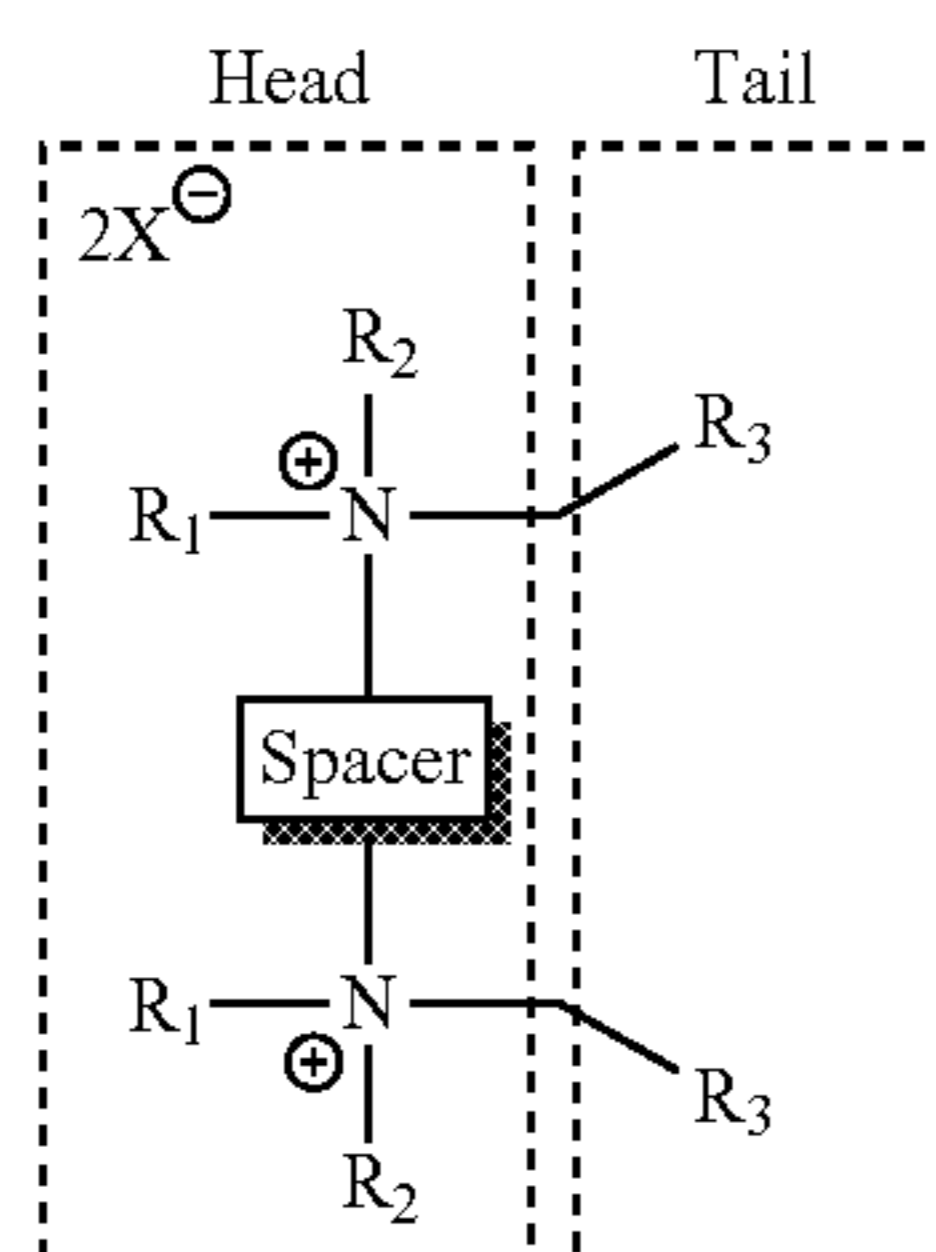 Head Tail
2X⊖
R₂
R₃
⊕
R₁ N
Spacer
R₁ N
⊕
R₃
R₂